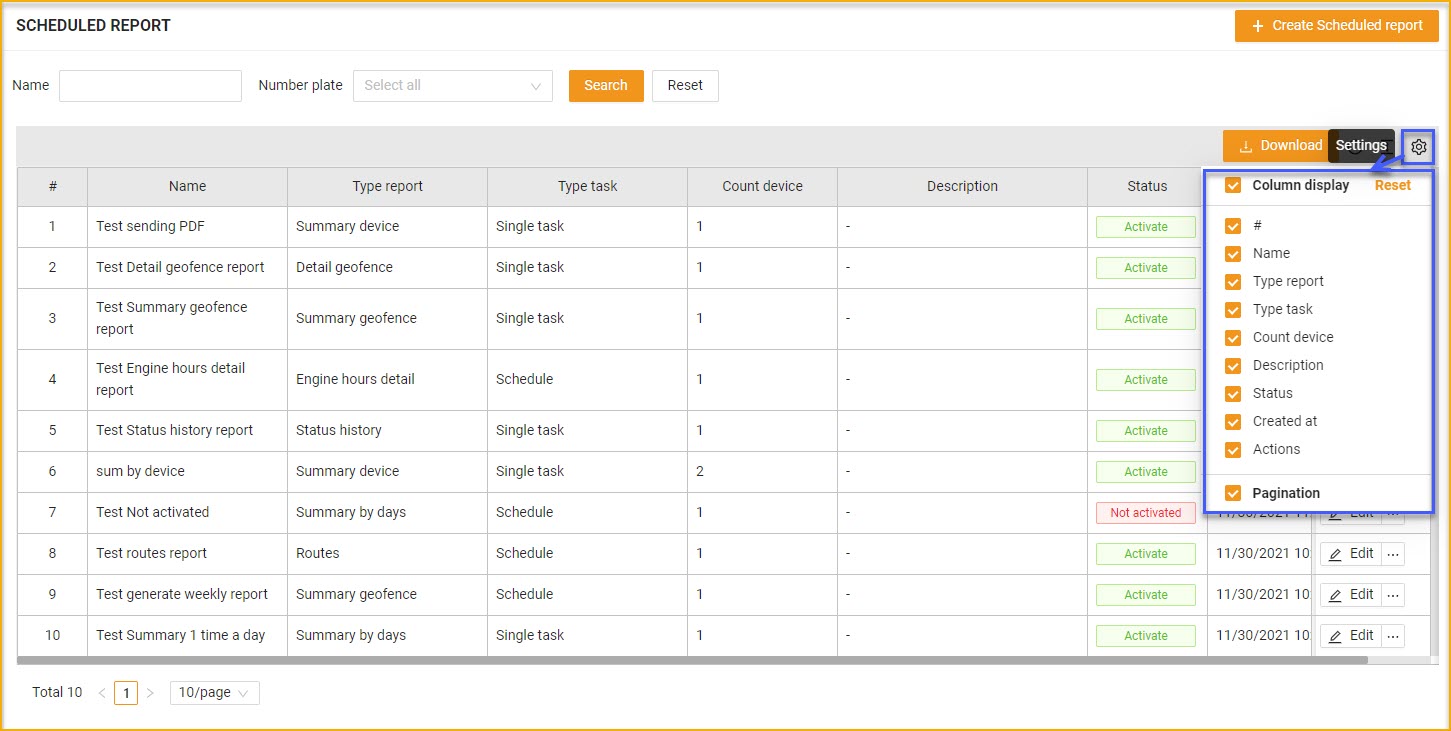 SCHEDULED REPORT
+ Create Scheduled report
Name
Number plate Select all
Search
Reset
Download
Settings
# Name Type report Type task Count device Description Status
1 Test sending PDF Summary device Single task 1 - Activate
2 Test Detail geofence report Detail geofence Single task 1 - Activate
3 Test Summary geofence report Summary geofence Single task 1 - Activate
4 Test Engine hours detail report Engine hours detail Schedule 1 - Activate
5 Test Status history report Status history Single task 1 - Activate
6 sum by device Summary device Single task 2 - Activate
7 Test Not activated Summary by days Schedule 1 - Not activated 11/30/2021 Edit ...
8 Test routes report Routes Schedule 1 - Activate 11/30/2021 10: Edit ...
9 Test generate weekly report Summary geofence Schedule 1 - Activate 11/30/2021 10: Edit ...
10 Test Summary 1 time a day Summary by days Single task 1 - Activate 11/30/2021 10: Edit ...
Column display Reset
#
Name
Type report
Type task
Count device
Description
Status
Created at
Actions
Pagination
Total 10 < 1 > 10/page